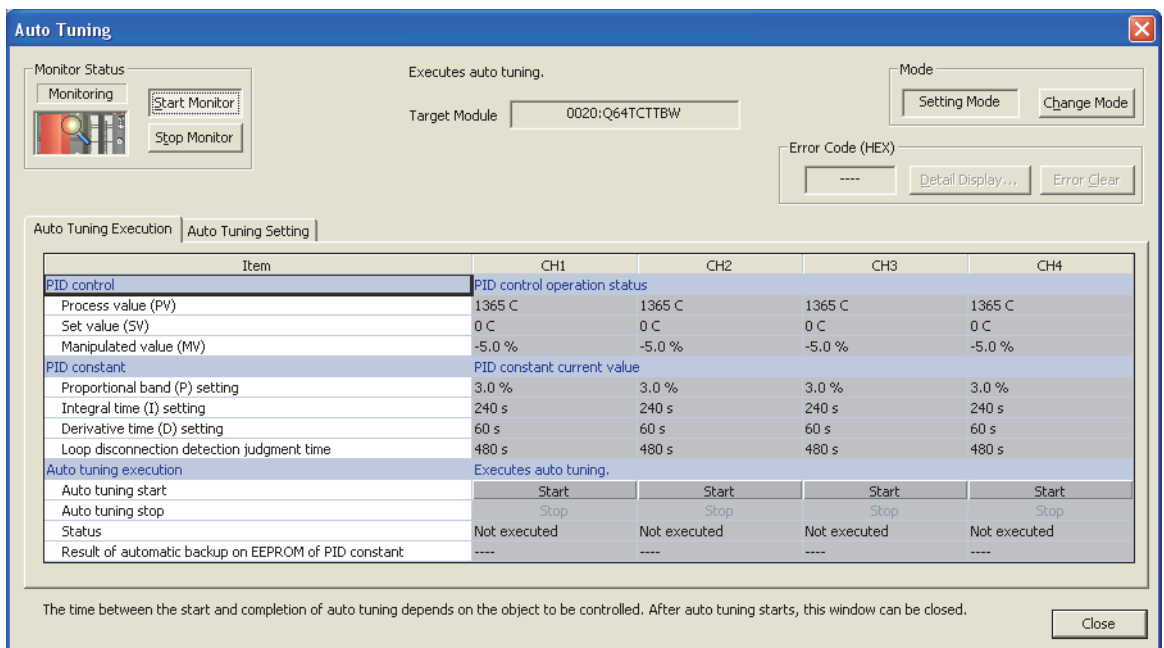 Auto Tuning
Monitor Status
Monitoring
Start Monitor
Stop Monitor
Executes auto tuning.
Target Module 0020:Q64TCTTBW
Mode
Setting Mode Change Mode
Error Code (HEX)
---- Detail Display... Error Clear
Auto Tuning Execution Auto Tuning Setting
Item CH1 CH2 CH3 CH4
PID control PID control operation status
Process value (PV) 1365 C 1365 C 1365 C 1365 C
Set value (SV) 0 C 0 C 0 C 0 C
Manipulated value (MV) -5.0 % -5.0 % -5.0 % -5.0 %
PID constant PID constant current value
Proportional band (P) setting 3.0 % 3.0 % 3.0 % 3.0 %
Integral time (I) setting 240 s 240 s 240 s 240 s
Derivative time (D) setting 60 s 60 s 60 s 60 s
Loop disconnection detection judgment time 480 s 480 s 480 s 480 s
Auto tuning execution Executes auto tuning.
Auto tuning start Start Start Start Start
Auto tuning stop Stop Stop Stop Stop
Status Not executed Not executed Not executed Not executed
Result of automatic backup on EEPROM of PID constant ---- ---- ---- ----
The time between the start and completion of auto tuning depends on the object to be controlled. After auto tuning starts, this window can be closed.
Close